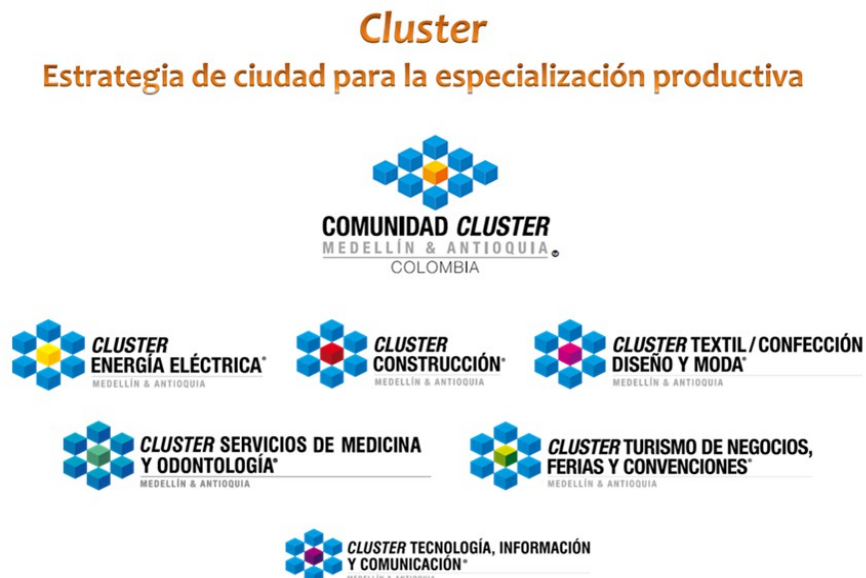 Cluster
Estrategia de ciudad para la especialización productiva
COMUNIDAD CLUSTER
MEDELLÍN & ANTIOQUIA
COLOMBIA
CLUSTER
ENERGÍA ELÉCTRICA®
MEDELLÍN & ANTIOQUIA
CLUSTER
CONSTRUCCIÓN®
MEDELLÍN & ANTIOQUIA
CLUSTER TEXTIL/CONFECCIÓN
DISEÑO Y MODA®
MEDELLÍN & ANTIOQUIA
CLUSTER SERVICIOS DE MEDICINA
Y ODONTOLOGÍA®
MEDELLÍN & ANTIOQUIA
CLUSTER TURISMO DE NEGOCIOS,
FERIAS Y CONVENCIONES®
MEDELLÍN & ANTIOQUIA
CLUSTER TECNOLOGÍA, INFORMACIÓN
Y COMUNICACIÓN®
MEDELLÍN & ANTIOQUIA